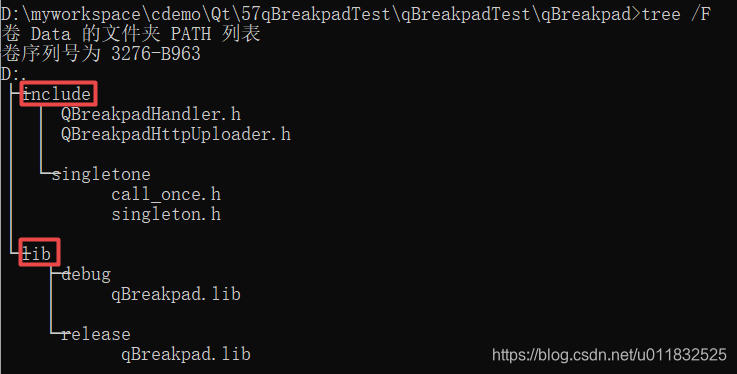 D:\myworkspace\cdemo\Qt\57qBreakpadTest\qBreakpadTest\qBreakpad>tree /F
卷 Data 的文件夹 PATH 列表
卷序列号为 3276-B963
D:.
include
QBreakpadHandler.h
QBreakpadHttpUploader.h
singletone
call_once.h
singleton.h
lib
debug
qBreakpad.lib
release
qBreakpad.lib
https://blog.csdn.net/u011832525